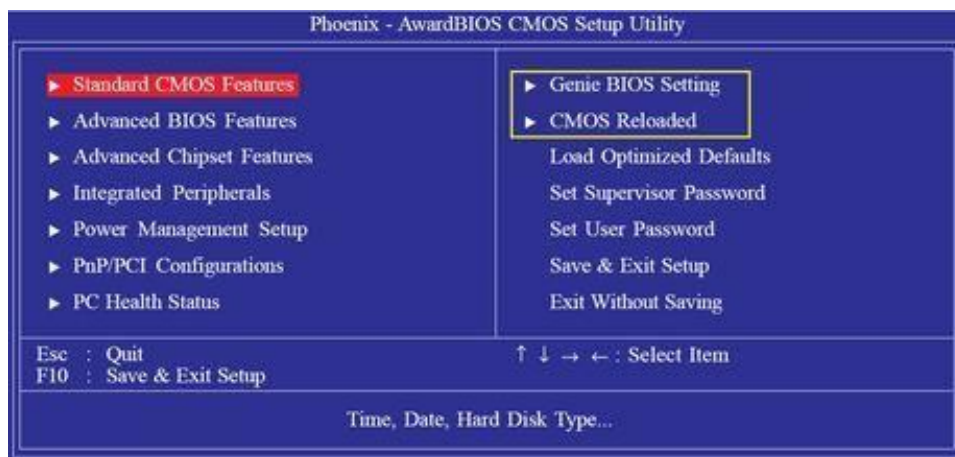 Phoenix - AwardBIOS CMOS Setup Utility
► Standard CMOS Features
► Advanced BIOS Features
► Advanced Chipset Features
► Integrated Peripherals
► Power Management Setup
► PnP/PCI Configurations
► PC Health Status
► Genie BIOS Setting
► CMOS Reloaded
Load Optimized Defaults
Set Supervisor Password
Set User Password
Save & Exit Setup
Exit Without Saving
Esc : Quit
F10 : Save & Exit Setup
↑ ↓ → ← : Select Item
Time, Date, Hard Disk Type...